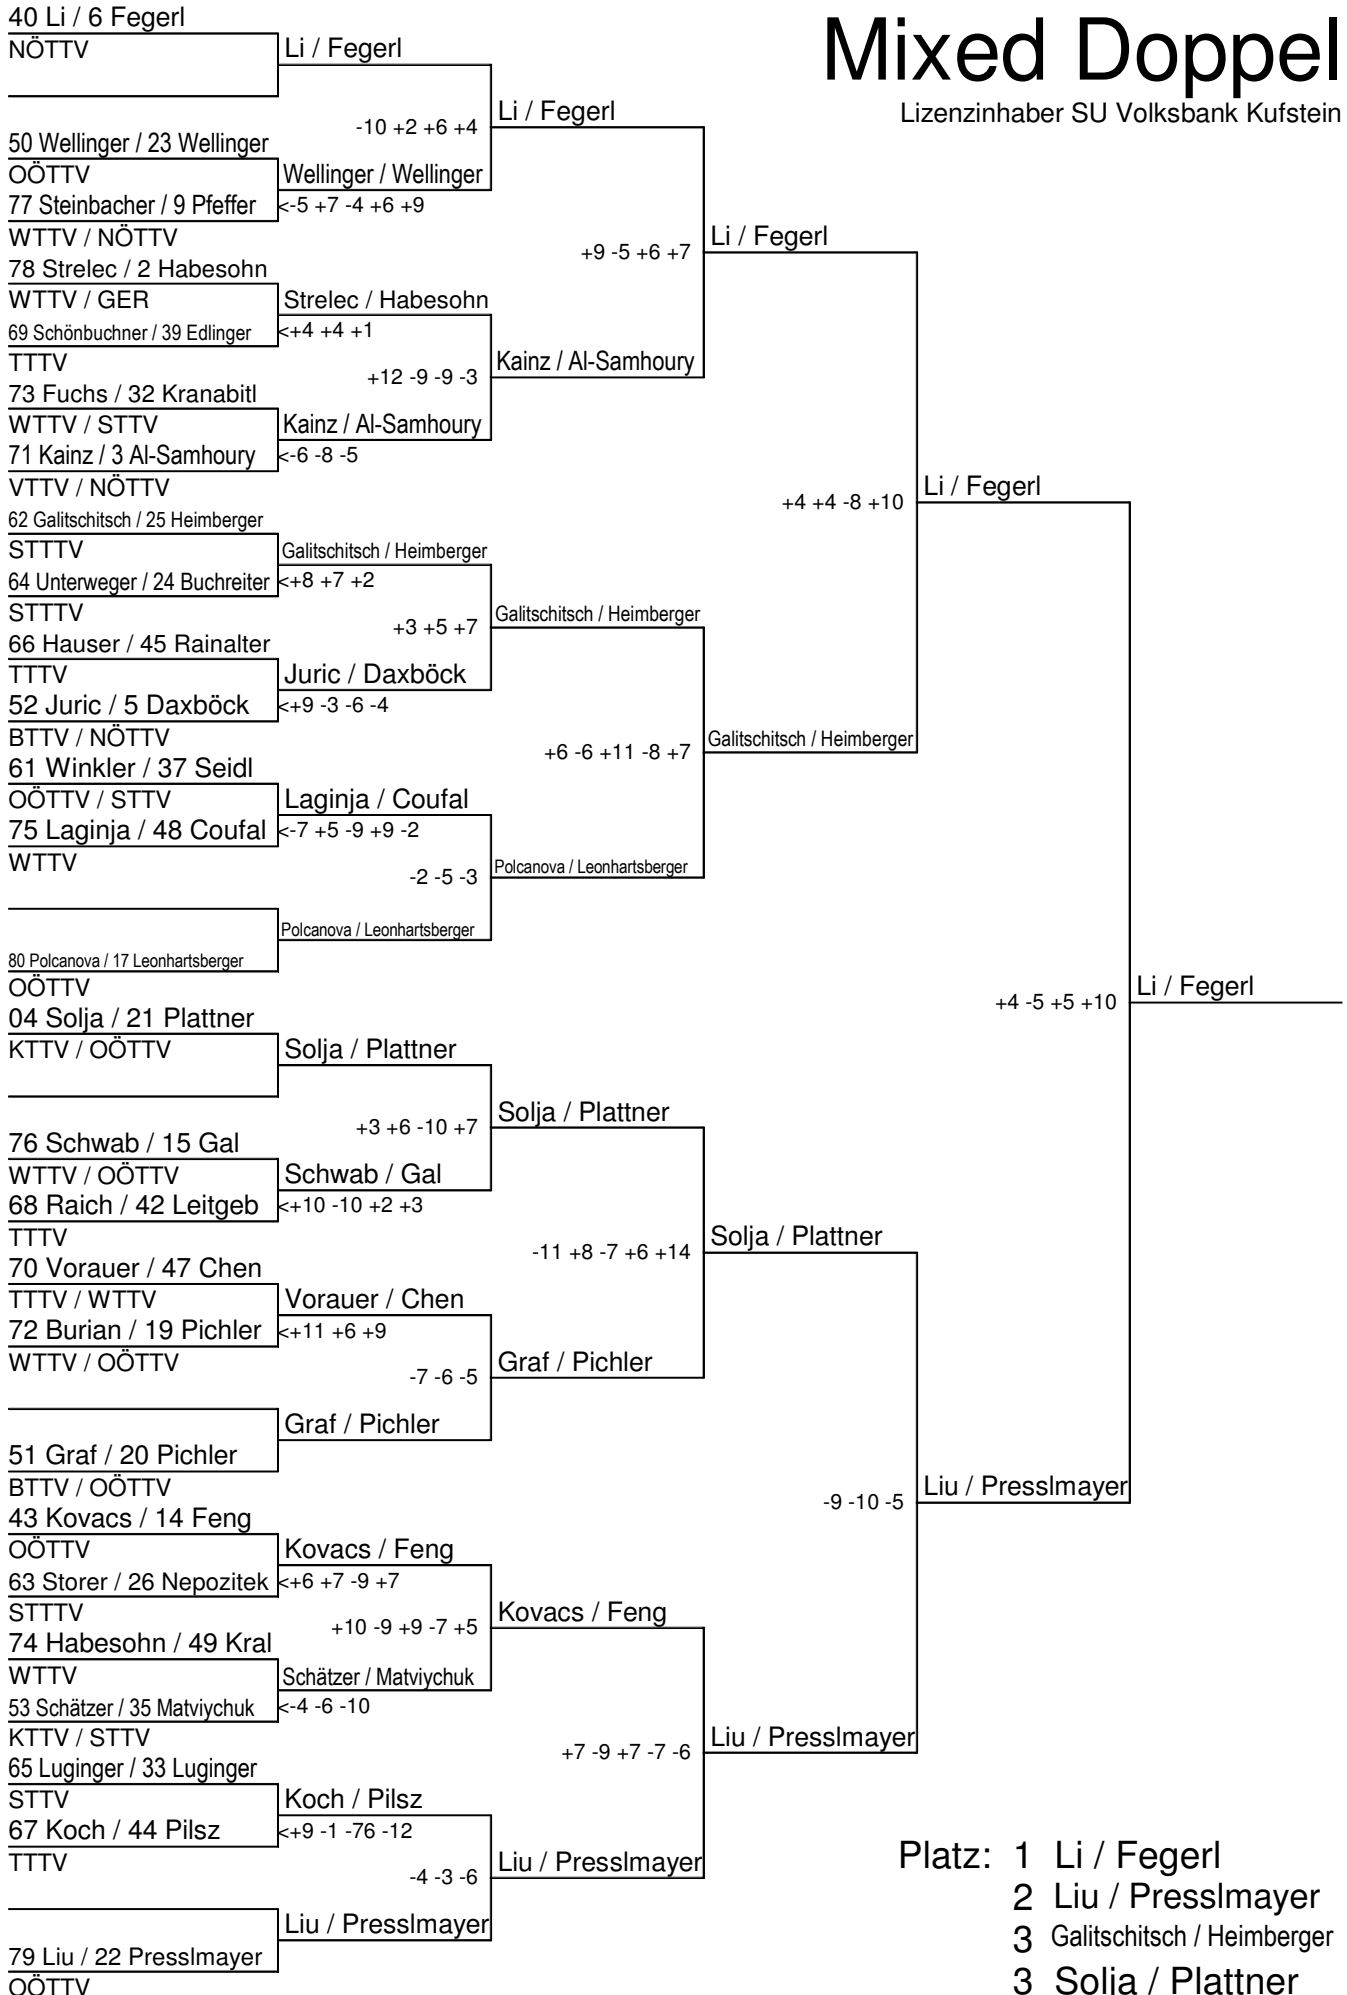 Mixed Doppel
Lizenzinhaber SU Volksbank Kufstein
40 Li / 6 Fegerl
NÖTTV
Li / Fegerl
-10 +2 +6 +4
Li / Fegerl
50 Wellinger / 23 Wellinger
OÖTTV
Wellinger / Wellinger
77 Steinbacher / 9 Pfeffer
<-5 +7 -4 +6 +9
WTTV / NÖTTV
+9 -5 +6 +7
Li / Fegerl
78 Strelec / 2 Habesohn
WTTV / GER
Strelec / Habesohn
69 Schönbuchner / 39 Edlinger
<+4 +4 +1
TTTV
+12 -9 -9 -3
Kainz / Al-Samhoury
73 Fuchs / 32 Kranabitl
WTTV / STTV
Kainz / Al-Samhoury
71 Kainz / 3 Al-Samhoury
<-6 -8 -5
VTTV / NÖTTV
+4 +4 -8 +10
Li / Fegerl
62 Galitschitsch / 25 Heimberger
STTTV
Galitschitsch / Heimberger
64 Unterweger / 24 Buchreiter
<+8 +7 +2
STTTV
+3 +5 +7
Galitschitsch / Heimberger
66 Hauser / 45 Rainalter
TTTV
Juric / Daxböck
52 Juric / 5 Daxböck
<+9 -3 -6 -4
BTTV / NÖTTV
+6 -6 +11 -8 +7
Galitschitsch / Heimberger
61 Winkler / 37 Seidl
OÖTTV / STTV
Laginja / Coufal
75 Laginja / 48 Coufal
<-7 +5 -9 +9 -2
WTTV
-2 -5 -3
Polcanova / Leonhartsberger
Polcanova / Leonhartsberger
80 Polcanova / 17 Leonhartsberger
OÖTTV
+4 -5 +5 +10
Li / Fegerl
04 Solja / 21 Plattner
KTTV / OÖTTV
Solja / Plattner
+3 +6 -10 +7
Solja / Plattner
76 Schwab / 15 Gal
WTTV / OÖTTV
Schwab / Gal
68 Raich / 42 Leitgeb
<+10 -10 +2 +3
TTTV
-11 +8 -7 +6 +14
Solja / Plattner
70 Vorauer / 47 Chen
TTTV / WTTV
Vorauer / Chen
72 Burian / 19 Pichler
<+11 +6 +9
WTTV / OÖTTV
-7 -6 -5
Graf / Pichler
Graf / Pichler
51 Graf / 20 Pichler
BTTV / OÖTTV
-9 -10 -5
Liu / Presslmayer
43 Kovacs / 14 Feng
OÖTTV
Kovacs / Feng
63 Storer / 26 Nepozitek
<+6 +7 -9 +7
STTTV
+10 -9 +9 -7 +5
Kovacs / Feng
74 Habesohn / 49 Kral
WTTV
Schätzer / Matviychuk
53 Schätzer / 35 Matviychuk
<-4 -6 -10
KTTV / STTV
+7 -9 +7 -7 -6
Liu / Presslmayer
65 Luginger / 33 Luginger
STTV
Koch / Pilsz
67 Koch / 44 Pilsz
<+9 -1 -76 -12
TTTV
-4 -3 -6
Liu / Presslmayer
Liu / Presslmayer
79 Liu / 22 Presslmayer
OÖTTV
Platz: 1 Li / Fegerl
2 Liu / Presslmayer
3 Galitschitsch / Heimberger
3 Solja / Plattner